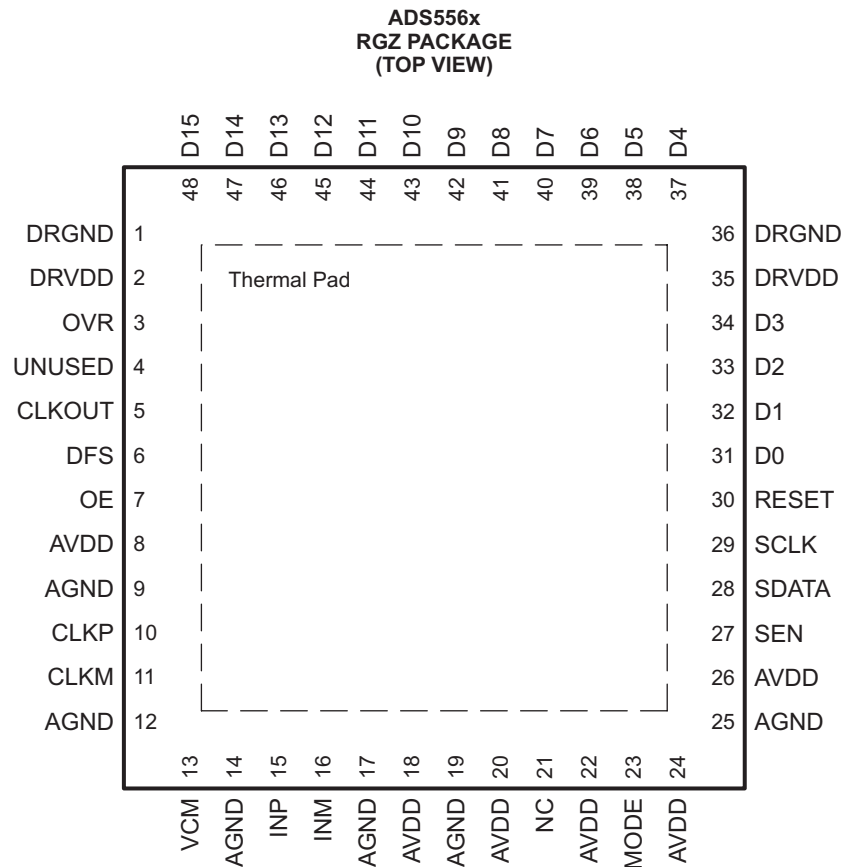 ADS556x
RGZ PACKAGE
(TOP VIEW)
D15 D14 D13 D12 D11 D10 D9 D8 D7 D6 D5 D4
48 47 46 45 44 43 42 41 40 39 38 37
DRGND 1 36 DRGND
DRVDD 2 Thermal Pad 35 DRVDD
OVR 3 34 D3
UNUSED 4 33 D2
CLKOUT 5 32 D1
DFS 6 31 D0
OE 7 30 RESET
AVDD 8 29 SCLK
AGND 9 28 SDATA
CLKP 10 27 SEN
CLKM 11 26 AVDD
AGND 12 25 AGND
13 14 15 16 17 18 19 20 21 22 23 24
VCM AGND INP INM AGND AVDD AGND AVDD NC AVDD MODE AVDD